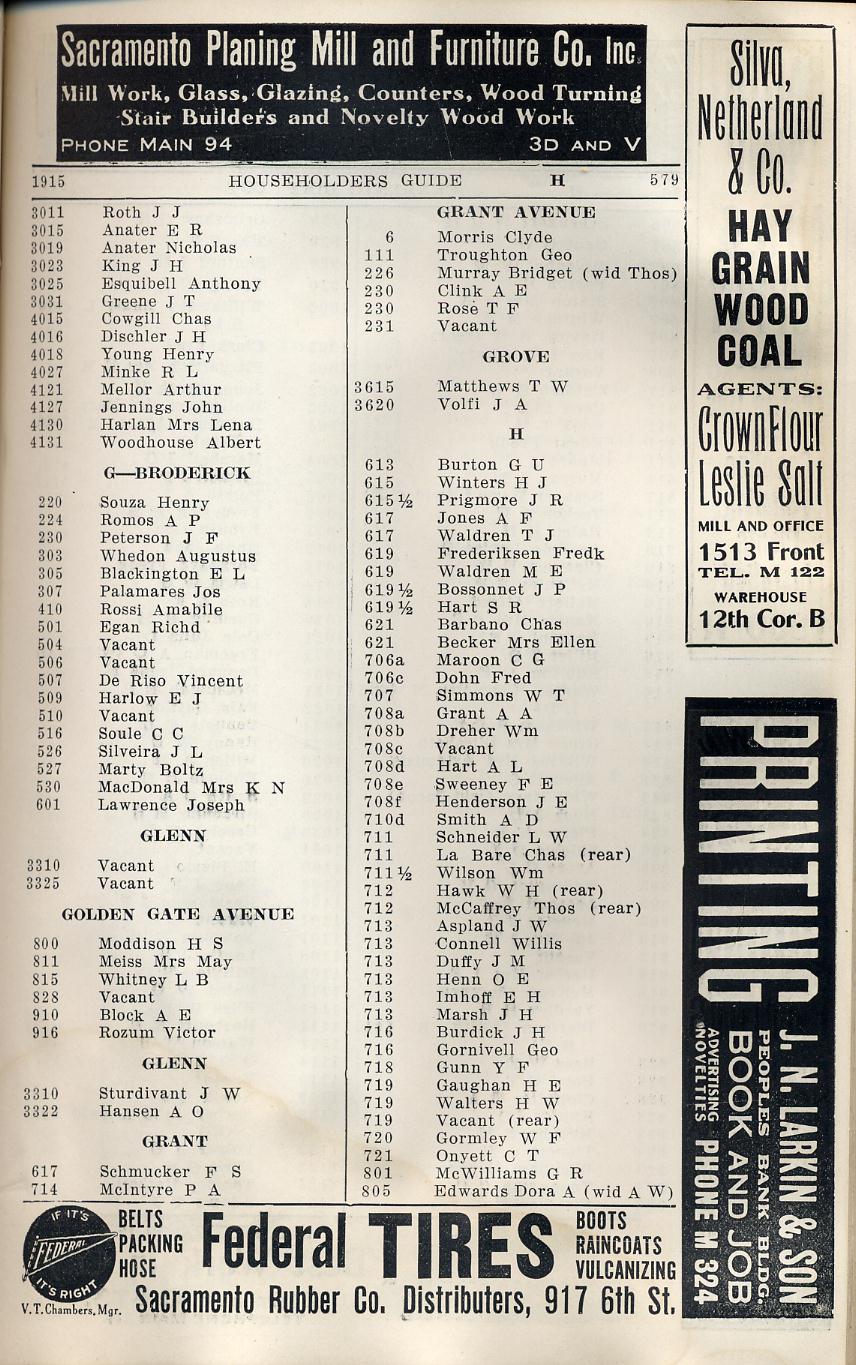 Sacramento Planing Mill and Furniture Co. Inc.
Mill Work, Glass, Glazing, Counters, Wood Turning
Stair Builders and Novelty Wood Work
PHONE MAIN 94 3D AND V
1915 HOUSEHOLDERS GUIDE H 579
3011 Roth J J
3015 Anater E R
3019 Anater Nicholas
3023 King J H
3025 Esquibell Anthony
3031 Greene J T
4015 Cowgill Chas
4016 Dischler J H
4018 Young Henry
4027 Minke R L
4121 Mellor Arthur
4127 Jennings John
4130 Harlan Mrs Lena
4131 Woodhouse Albert
G—BRODERICK
220 Souza Henry
224 Romos A P
230 Peterson J F
303 Whedon Augustus
305 Blackington E L
307 Palamares Jos
410 Rossi Amabile
501 Egan Richd
504 Vacant
506 Vacant
507 De Riso Vincent
509 Harlow E J
510 Vacant
516 Soule C C
526 Silveira J L
527 Marty Boltz
530 MacDonald Mrs K N
601 Lawrence Joseph
GLENN
3310 Vacant
3325 Vacant
GOLDEN GATE AVENUE
800 Moddison H S
811 Meiss Mrs May
815 Whitney L B
828 Vacant
910 Block A E
916 Rozum Victor
GLENN
3310 Sturdivant J W
3322 Hansen A O
GRANT
617 Schmucker F S
714 McIntyre P A
GRANT AVENUE
6 Morris Clyde
111 Troughton Geo
226 Murray Bridget (wid Thos)
230 Clink A E
230 Rose T F
231 Vacant
GROVE
3615 Matthews T W
3620 Volfi J A
H
613 Burton G U
615 Winters H J
615½ Prigmore J R
617 Jones A F
617 Waldren T J
619 Frederiksen Fredk
619 Waldren M E
619½ Bossonnet J P
619½ Hart S R
621 Barbano Chas
621 Becker Mrs Ellen
706a Maroon C G
706c Dohn Fred
707 Simmons W T
708a Grant A A
708b Dreher Wm
708c Vacant
708d Hart A L
708e Sweeney F E
708f Henderson J E
710d Smith A D
711 Schneider L W
711 La Bare Chas (rear)
711½ Wilson Wm
712 Hawk W H (rear)
712 McCaffrey Thos (rear)
713 Aspland J W
713 Connell Willis
713 Duffy J M
713 Henn O E
713 Imhoff E H
713 Marsh J H
716 Burdick J H
716 Gornivell Geo
718 Gunn Y F
719 Gaughan H E
719 Walters H W
719 Vacant (rear)
720 Gormley W F
721 Onyett C T
801 McWilliams G R
805 Edwards Dora A (wid A W)
Silva,
Netherland
& Co.
HAY
GRAIN
WOOD
COAL
AGENTS:
Crown Flour
Leslie Salt
MILL AND OFFICE
1513 Front
TEL. M 122
WAREHOUSE
12th Cor. B
PRINTING
J. N. LARKIN & SON
PEOPLES BANK BLDG.
BOOK AND JOB
ADVERTISING
NOVELTIES
PHONE M 324
IF IT'S
FEDERAL
IT'S RIGHT
V. T. Chambers, Mgr.
BELTS
PACKING
HOSE
Federal TIRES
BOOTS
RAINCOATS
VULCANIZING
Sacramento Rubber Co. Distributers, 917 6th St.